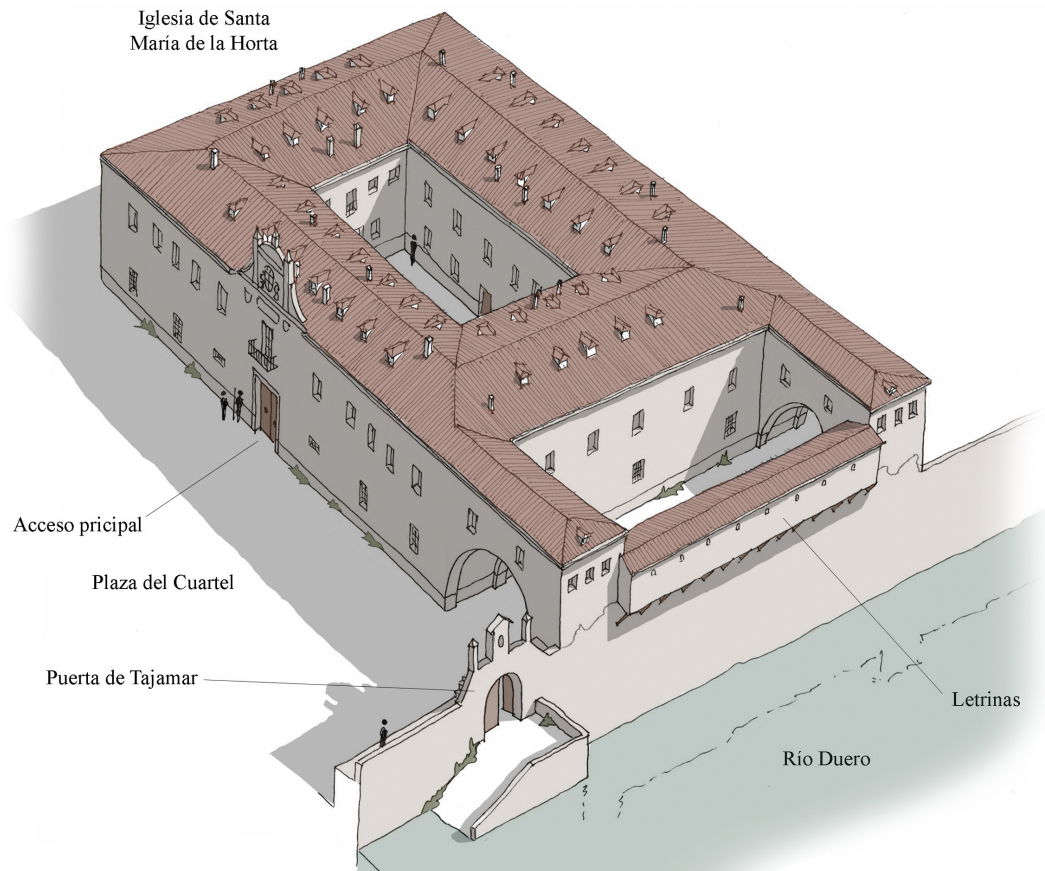 Iglesia de Santa
María de la Horta
Acceso pricipal
Plaza del Cuartel
Puerta de Tajamar
Letrinas
Río Duero